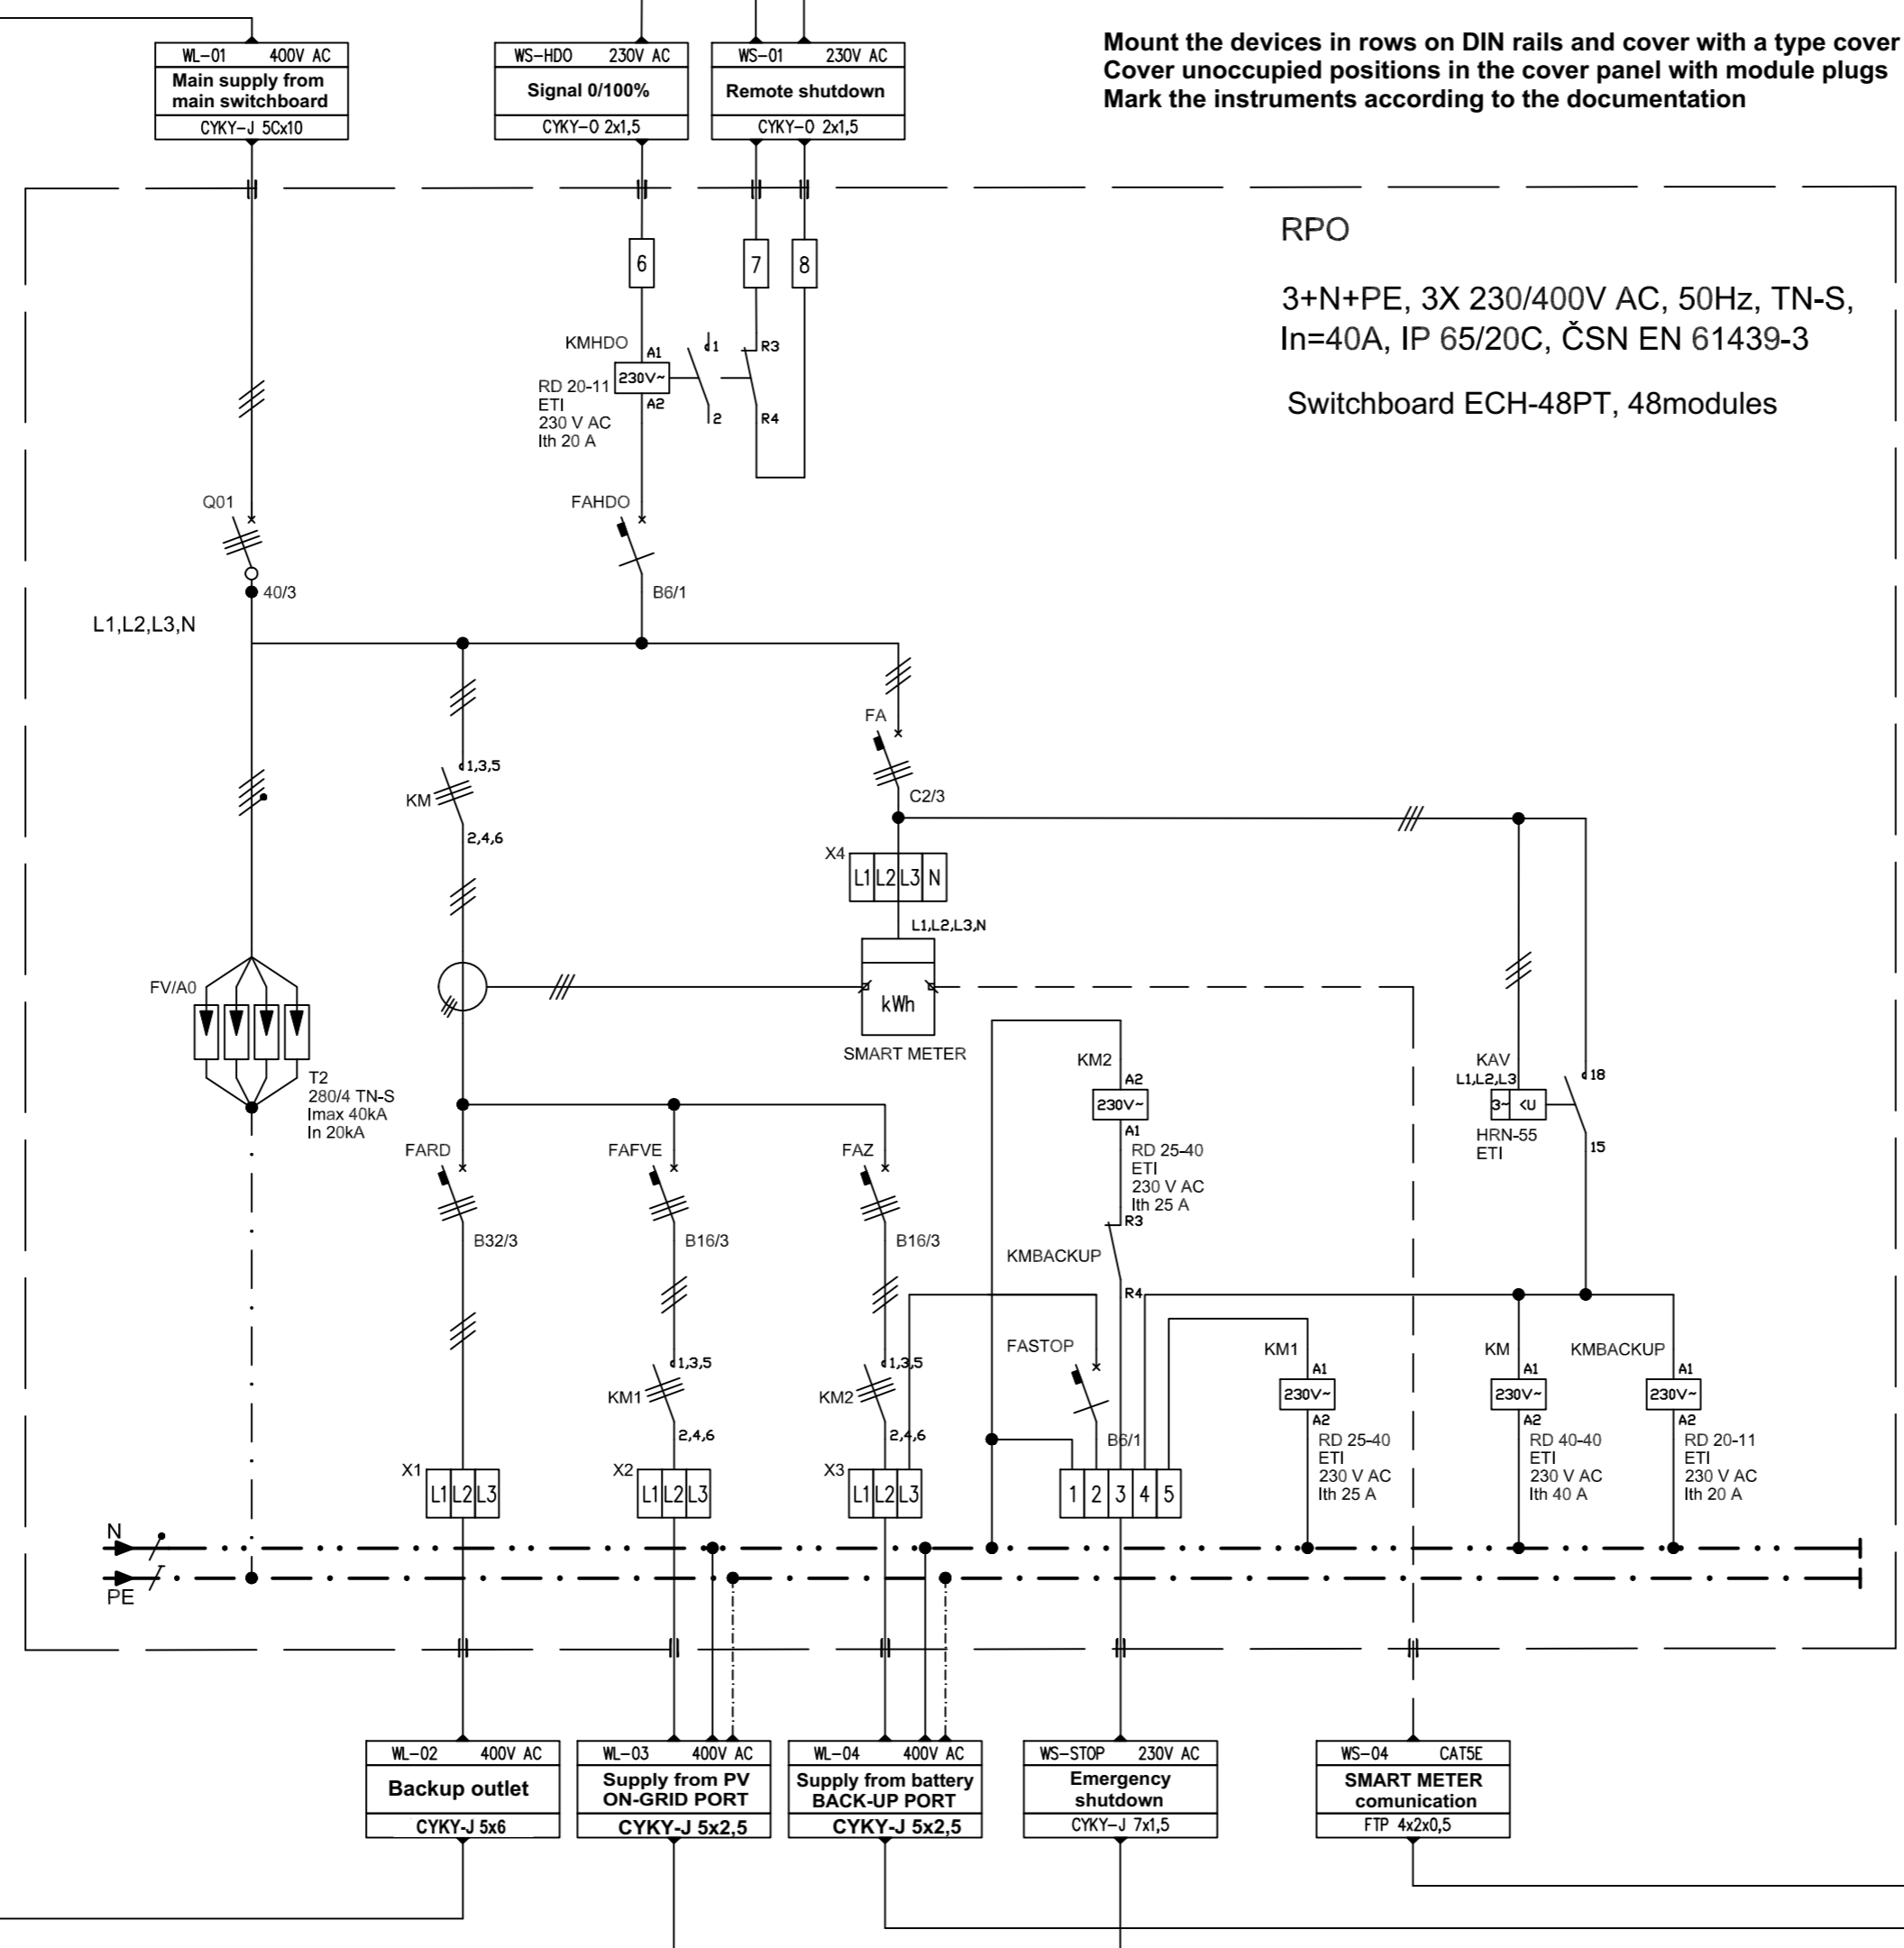 WL-01 400V AC
Main supply from
main switchboard
CYKY-J 5Cx10
WS-HDO 230V AC
Signal 0/100%
CYKY-O 2x1,5
WS-01 230V AC
Remote shutdown
CYKY-O 2x1,5
Mount the devices in rows on DIN rails and cover with a type cover
Cover unoccupied positions in the cover panel with module plugs
Mark the instruments according to the documentation
RPO
3+N+PE, 3X 230/400V AC, 50Hz, TN-S,
In=40A, IP 65/20C, ČSN EN 61439-3
Switchboard ECH-48PT, 48modules
6
7
8
KMHDO
A1
230V~
A2
RD 20-11
ETI
230 V AC
Ith 20 A
1
2
R3
R4
Q01
40/3
FAHDO
B6/1
L1,L2,L3,N
KM
1,3,5
2,4,6
FA
C2/3
X4
L1 L2 L3 N
L1,L2,L3,N
kWh
SMART METER
FV/A0
T2
280/4 TN-S
Imax 40kA
In 20kA
KM2
A2
230V~
A1
RD 25-40
ETI
230 V AC
Ith 25 A
KAV
L1,L2,L3
3~ <U
HRN-55
ETI
18
15
FARD
B32/3
FAFVE
B16/3
FAZ
B16/3
KMBACKUP
R3
R4
KM1
1,3,5
2,4,6
KM2
1,3,5
2,4,6
FASTOP
B6/1
KM1
A1
230V~
A2
RD 25-40
ETI
230 V AC
Ith 25 A
KM
A1
230V~
A2
RD 40-40
ETI
230 V AC
Ith 40 A
KMBACKUP
A1
230V~
A2
RD 20-11
ETI
230 V AC
Ith 20 A
X1
L1 L2 L3
X2
L1 L2 L3
X3
L1 L2 L3
1 2 3 4 5
N
PE
WL-02 400V AC
Backup outlet
CYKY-J 5x6
WL-03 400V AC
Supply from PV
ON-GRID PORT
CYKY-J 5x2,5
WL-04 400V AC
Supply from battery
BACK-UP PORT
CYKY-J 5x2,5
WS-STOP 230V AC
Emergency
shutdown
CYKY-J 7x1,5
WS-04 CAT5E
SMART METER
comunication
FTP 4x2x0,5